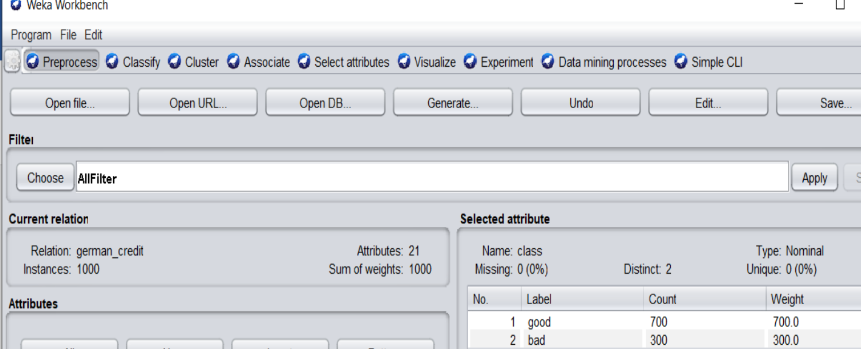 Weka Workbench
Program File Edit
Preprocess Classify Cluster Associate Select attributes Visualize Experiment Data mining processes Simple CLI
Open file... Open URL... Open DB... Generate... Undo Edit... Save...
Filter
Choose AllFilter Apply
Current relation
Relation: german_credit Attributes: 21
Instances: 1000 Sum of weights: 1000
Attributes
Selected attribute
Name: class Type: Nominal
Missing: 0 (0%) Distinct: 2 Unique: 0 (0%)
No. Label Count Weight
1 good 700 700.0
2 bad 300 300.0